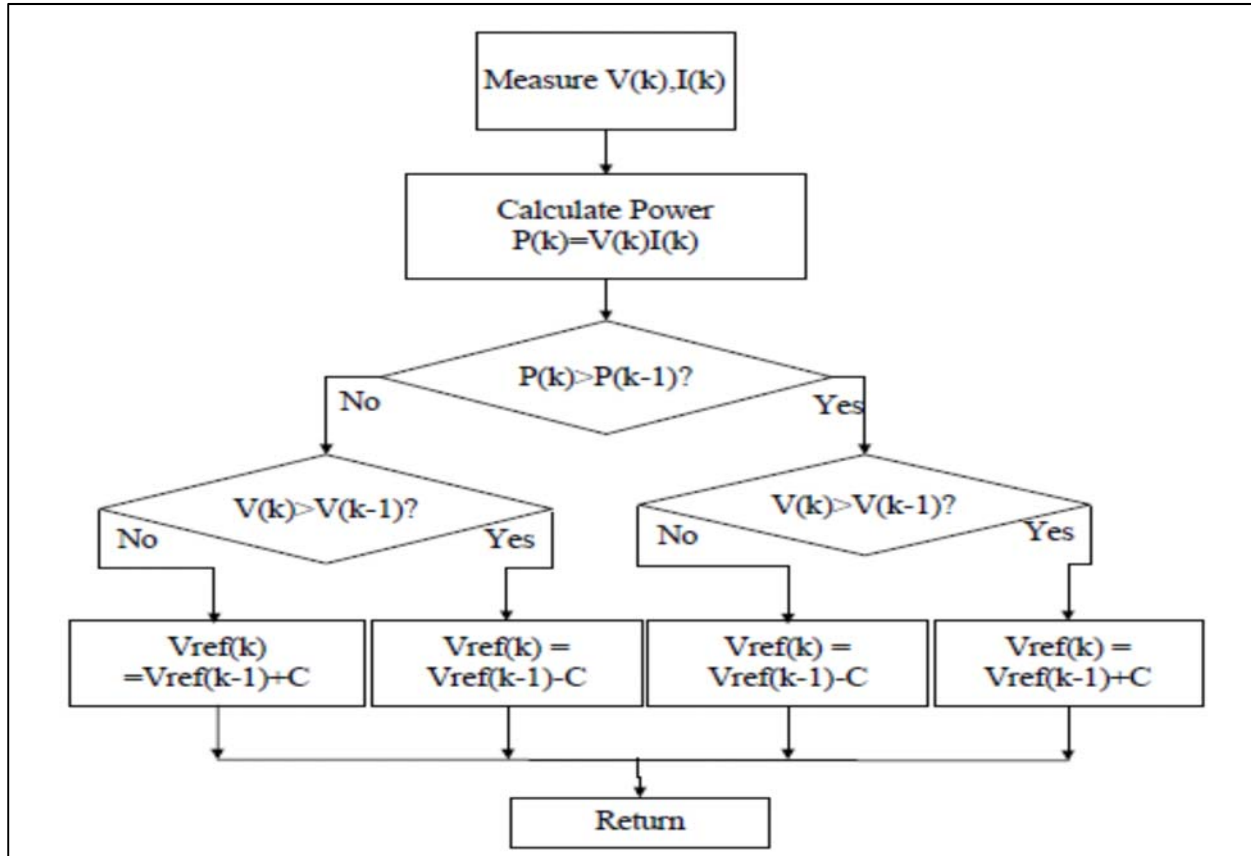 Measure V(k),I(k)
Calculate Power
P(k)=V(k)I(k)
P(k)>P(k-1)?
No
Yes
V(k)>V(k-1)?
No
Yes
V(k)>V(k-1)?
No
Yes
Vref(k)
=Vref(k-1)+C
Vref(k) =
Vref(k-1)-C
Vref(k) =
Vref(k-1)-C
Vref(k) =
Vref(k-1)+C
Return